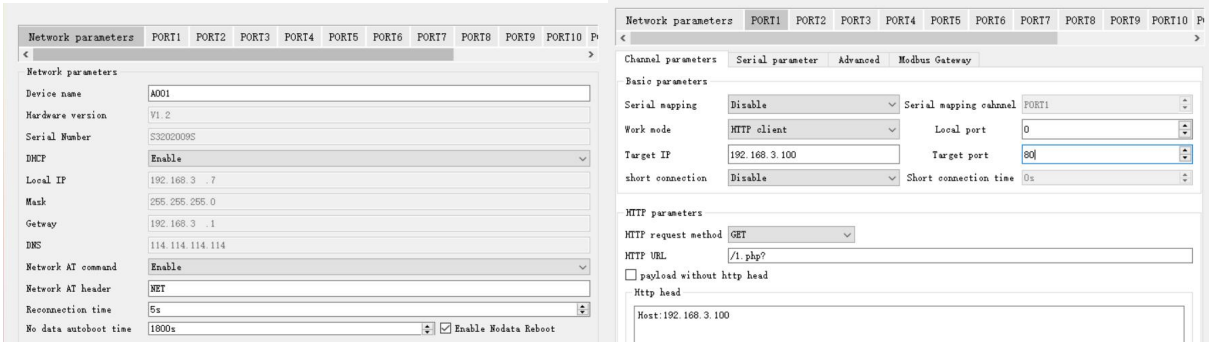 Network parameters PORT1 PORT2 PORT3 PORT4 PORT5 PORT6 PORT7 PORT8 PORT9 PORT10
Network parameters
Device name A001
Hardware version V1.2
Serial Number S3202009S
DHCP Enable
Local IP 192.168.3 .7
Mask 255.255.255.0
Getway 192.168.3 .1
DNS 114.114.114.114
Network AT command Enable
Network AT header NET
Reconnection time 5s
No data autoboot time 1800s Enable Nodata Reboot
Network parameters PORT1 PORT2 PORT3 PORT4 PORT5 PORT6 PORT7 PORT8 PORT9 PORT10
Channel parameters Serial parameter Advanced Modbus Gateway
Basic parameters
Serial mapping Disable Serial mapping cahnnel PORT1
Work mode HTTP client Local port 0
Target IP 192.168.3.100 Target port 80
short connection Disable Short connection time 0s
HTTP parameters
HTTP request method GET
HTTP URL /1.php?
payload without http head
Http head
Host:192.168.3.100